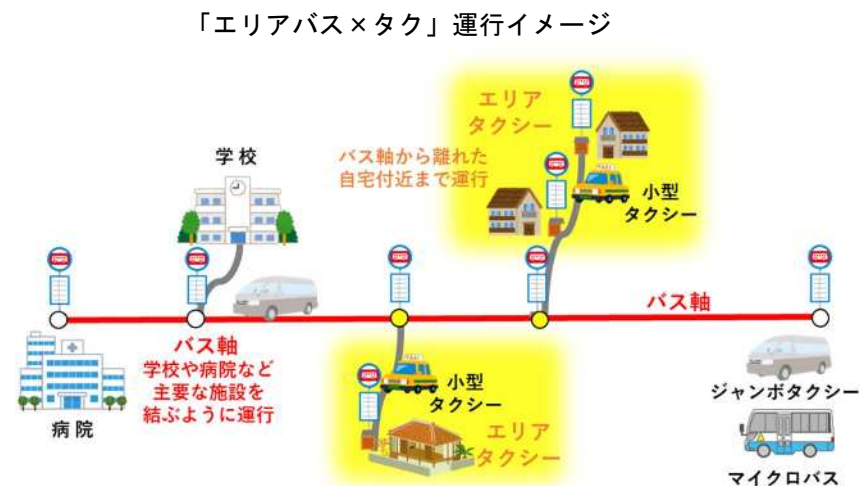 「エリアバス×タク」運行イメージ
エリア
タクシー
バス軸から離れた
自宅付近まで運行
小型
タクシー
学校
バス軸
バス軸
学校や病院など
主要な施設を
結ぶように運行
病院
小型
タクシー
エリア
タクシー
ジャンボタクシー
マイクロバス